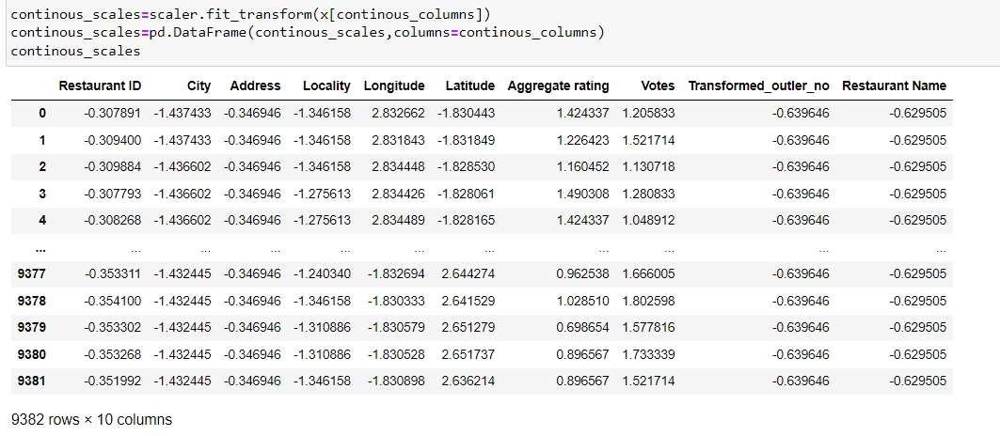 continous_scales=scaler.fit_transform(x[continous_columns])
continous_scales=pd.DataFrame(continous_scales,columns=continous_columns)
continous_scales
Restaurant ID City Address Locality Longitude Latitude Aggregate rating Votes Transformed_outler_no Restaurant Name
0 -0.307891 -1.437433 -0.346946 -1.346158 2.832662 -1.830443 1.424337 1.205833 -0.639646 -0.629505
1 -0.309400 -1.437433 -0.346946 -1.346158 2.831843 -1.831849 1.226423 1.521714 -0.639646 -0.629505
2 -0.309884 -1.436602 -0.346946 -1.346158 2.834448 -1.828530 1.160452 1.130718 -0.639646 -0.629505
3 -0.307793 -1.436602 -0.346946 -1.275613 2.834426 -1.828061 1.490308 1.280833 -0.639646 -0.629505
4 -0.308268 -1.436602 -0.346946 -1.275613 2.834489 -1.828165 1.424337 1.048912 -0.639646 -0.629505
... ... ... ... ... ... ... ... ... ... ...
9377 -0.353311 -1.432445 -0.346946 -1.240340 -1.832694 2.644274 0.962538 1.666005 -0.639646 -0.629505
9378 -0.354100 -1.432445 -0.346946 -1.346158 -1.830333 2.641529 1.028510 1.802598 -0.639646 -0.629505
9379 -0.353302 -1.432445 -0.346946 -1.310886 -1.830579 2.651279 0.698654 1.577816 -0.639646 -0.629505
9380 -0.353268 -1.432445 -0.346946 -1.310886 -1.830528 2.651737 0.896567 1.733339 -0.639646 -0.629505
9381 -0.351992 -1.432445 -0.346946 -1.346158 -1.830898 2.636214 0.896567 1.521714 -0.639646 -0.629505
9382 rows × 10 columns